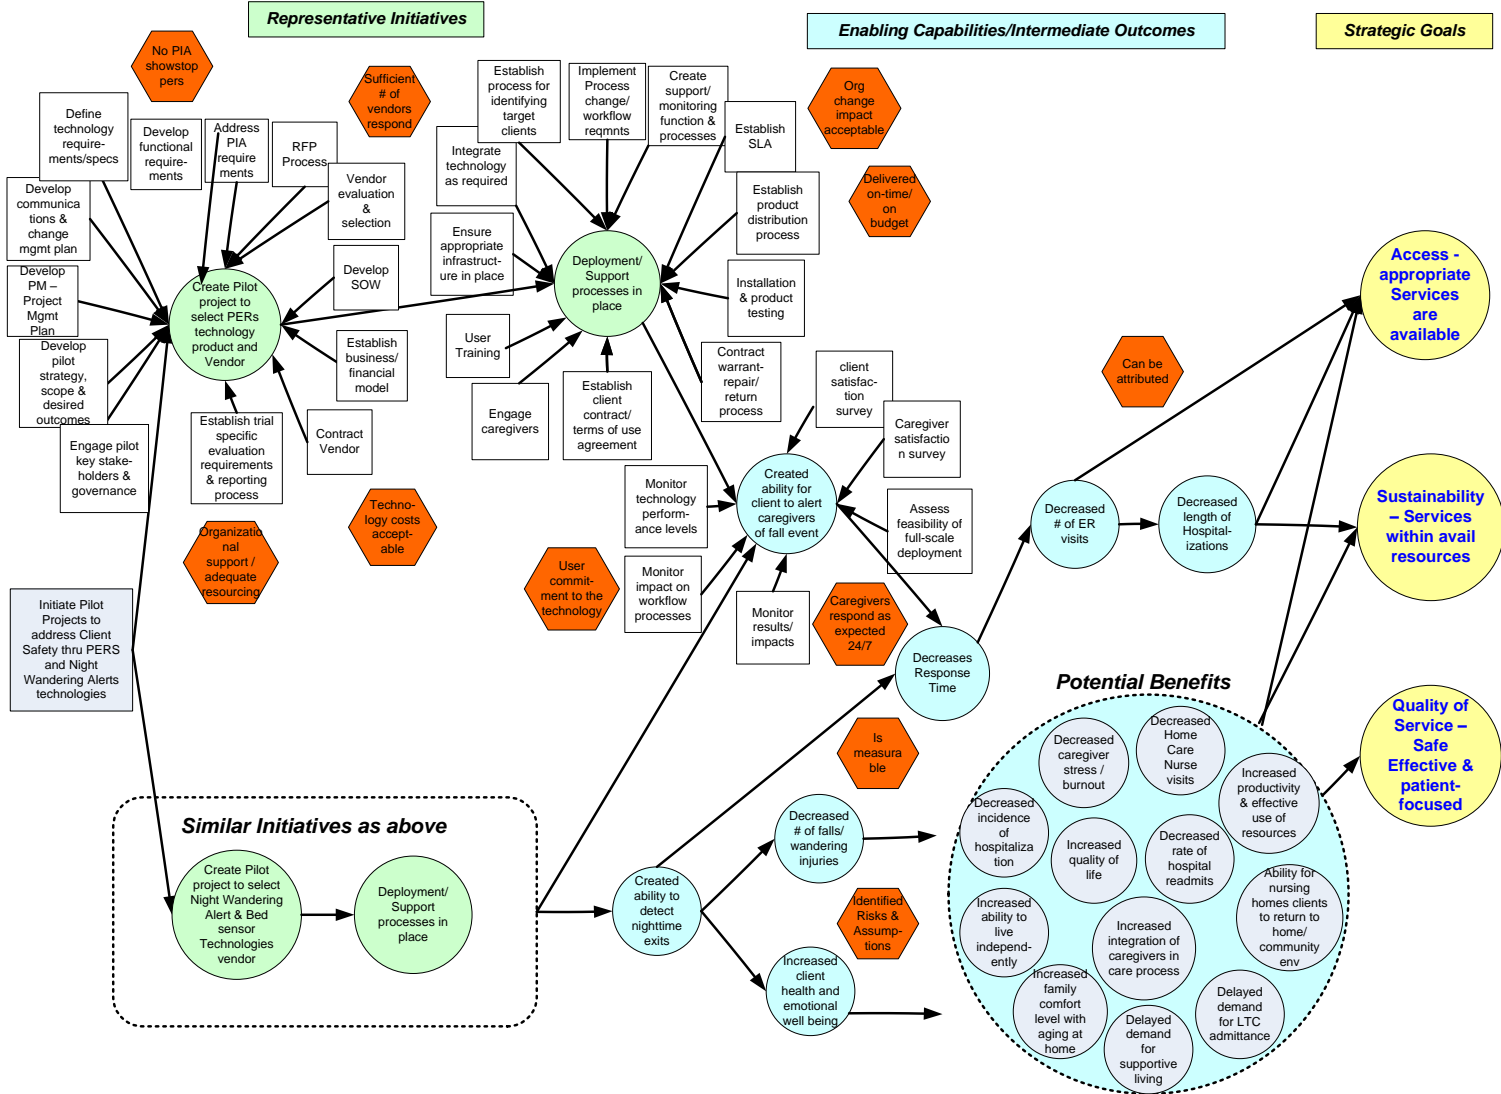 Representative Initiatives
Enabling Capabilities/Intermediate Outcomes
Strategic Goals
No PIA
showstop
pers
Sufficient
# of
vendors
respond
Org
change
impact
acceptable
Delivered
on-time/
on
budget
Define
technology
require-
ments/specs
Develop
functional
require-
ments
Address
PIA
require
ments
RFP
Process
Vendor
evaluation
&
selection
Develop
communica
tions &
change
mgmt plan
Develop
PM –
Project
Mgmt
Plan
Develop
pilot
strategy,
scope &
desired
outcomes
Engage pilot
key stake-
holders &
governance
Create Pilot
project to
select PERs
technology
product and
Vendor
Develop
SOW
Establish
business/
financial
model
Establish trial
specific
evaluation
requirements
& reporting
process
Contract
Vendor
Organizatio
nal
support /
adequate
resourcing
Techno-
logy costs
accept-
able
Establish
process for
identifying
target
clients
Implement
Process
change/
workflow
reqmnts
Create
support/
monitoring
function &
processes
Establish
SLA
Integrate
technology
as required
Ensure
appropriate
infrastruct-
ure in place
Establish
product
distribution
process
Installation
& product
testing
Deployment/
Support
processes in
place
User
Training
Engage
caregivers
Establish
client
contract/
terms of use
agreement
Contract
warrant-
repair/
return
process
client
satisfac-
tion
survey
Caregiver
satisfactio
n survey
Created
ability for
client to alert
caregivers
of fall event
Assess
feasibility of
full-scale
deployment
Monitor
technology
perform-
ance levels
Monitor
impact on
workflow
processes
Monitor
results/
impacts
User
commit-
ment to the
technology
Caregivers
respond as
expected
24/7
Decreases
Response
Time
Is
measura
ble
Can be
attributed
Decreased
# of ER
visits
Decreased
length of
Hospital-
izations
Access -
appropriate
Services
are
available
Sustainability
– Services
within avail
resources
Quality of
Service –
Safe
Effective &
patient-
focused
Initiate Pilot
Projects to
address Client
Safety thru PERS
and Night
Wandering Alerts
technologies
Similar Initiatives as above
Create Pilot
project to select
Night Wandering
Alert & Bed
sensor
Technologies
vendor
Deployment/
Support
processes in
place
Created
ability to
detect
nighttime
exits
Decreased
# of falls/
wandering
injuries
Identified
Risks &
Assump-
tions
Increased
client
health and
emotional
well being
Potential Benefits
Decreased
caregiver
stress /
burnout
Decreased
Home
Care
Nurse
visits
Increased
productivity
& effective
use of
resources
Decreased
incidence
of
hospitaliza
tion
Increased
quality of
life
Decreased
rate of
hospital
readmits
Ability for
nursing
homes clients
to return to
home/
community
env
Increased
ability to
live
independ-
ently
Increased
integration of
caregivers in
care process
Increased
family
comfort
level with
aging at
home
Delayed
demand
for
supportive
living
Delayed
demand
for LTC
admittance